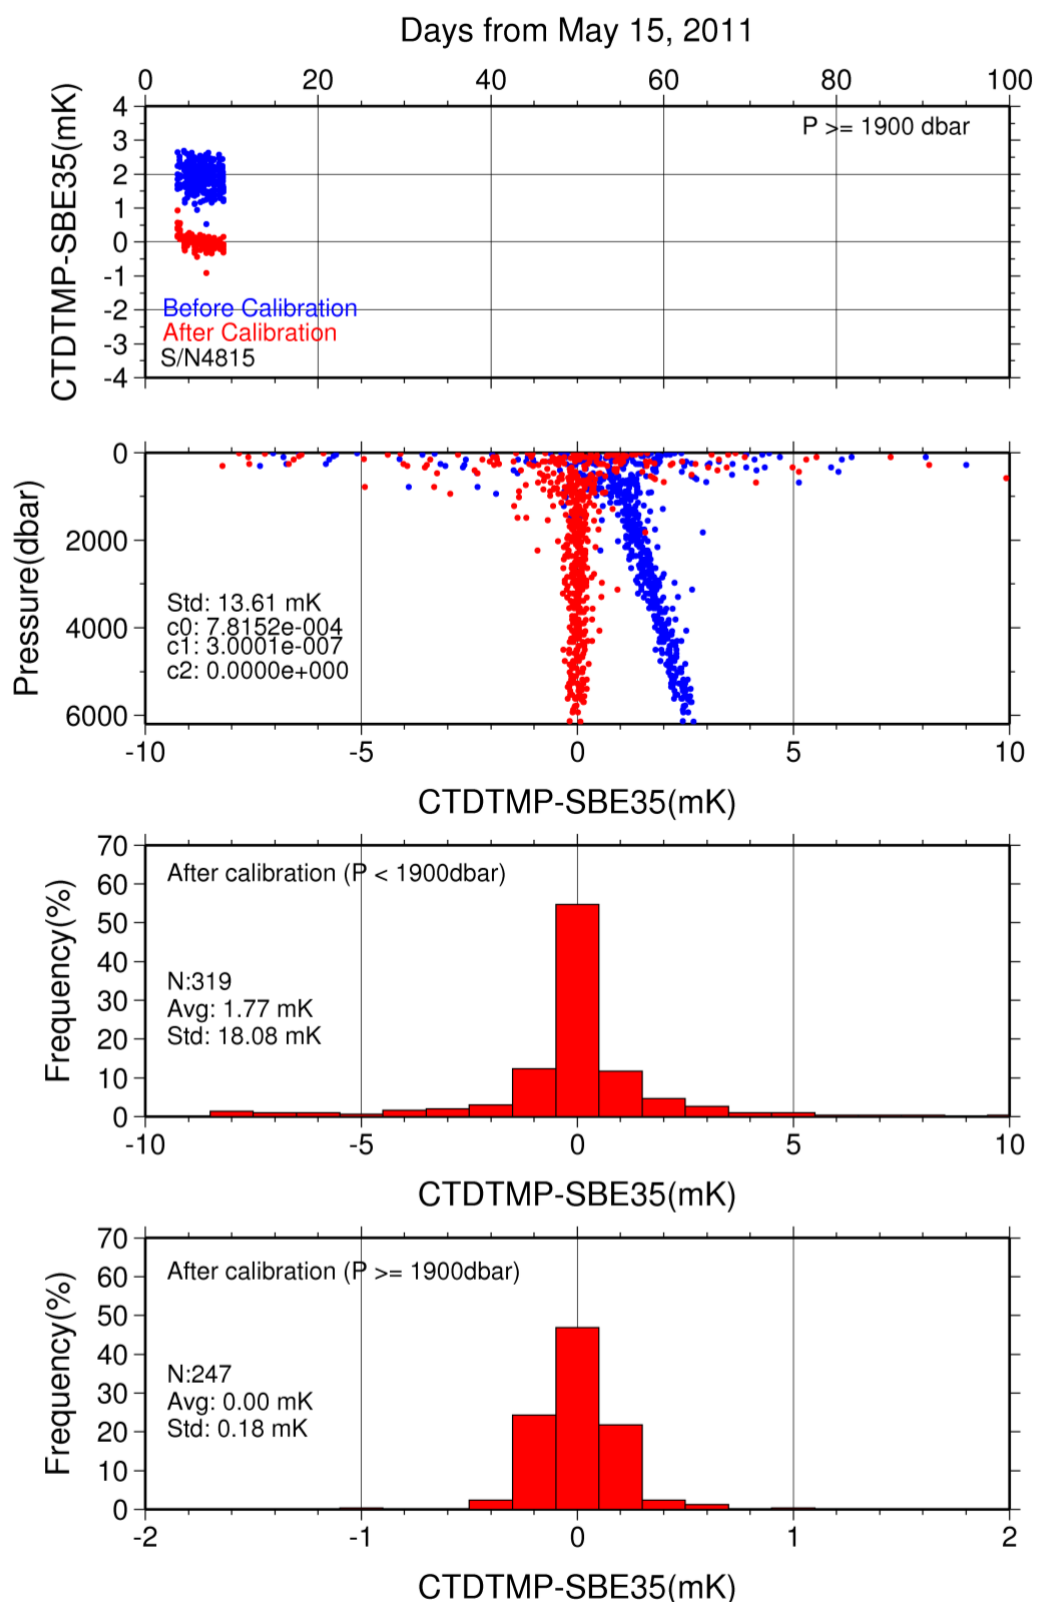 Days from May 15, 2011
0 20 40 60 80 100
CTDTMP-SBE35(mK)
4
3
2
1
0
-1
-2
-3
-4
P >= 1900 dbar
Before Calibration
After Calibration
S/N4815
Pressure(dbar)
0
2000
4000
6000
Std: 13.61 mK
c0: 7.8152e-004
c1: 3.0001e-007
c2: 0.0000e+000
-10 -5 0 5 10
CTDTMP-SBE35(mK)
Frequency(%)
70
60
50
40
30
20
10
0
After calibration (P < 1900dbar)
N:319
Avg: 1.77 mK
Std: 18.08 mK
-10 -5 0 5 10
CTDTMP-SBE35(mK)
Frequency(%)
70
60
50
40
30
20
10
0
After calibration (P >= 1900dbar)
N:247
Avg: 0.00 mK
Std: 0.18 mK
-2 -1 0 1 2
CTDTMP-SBE35(mK)